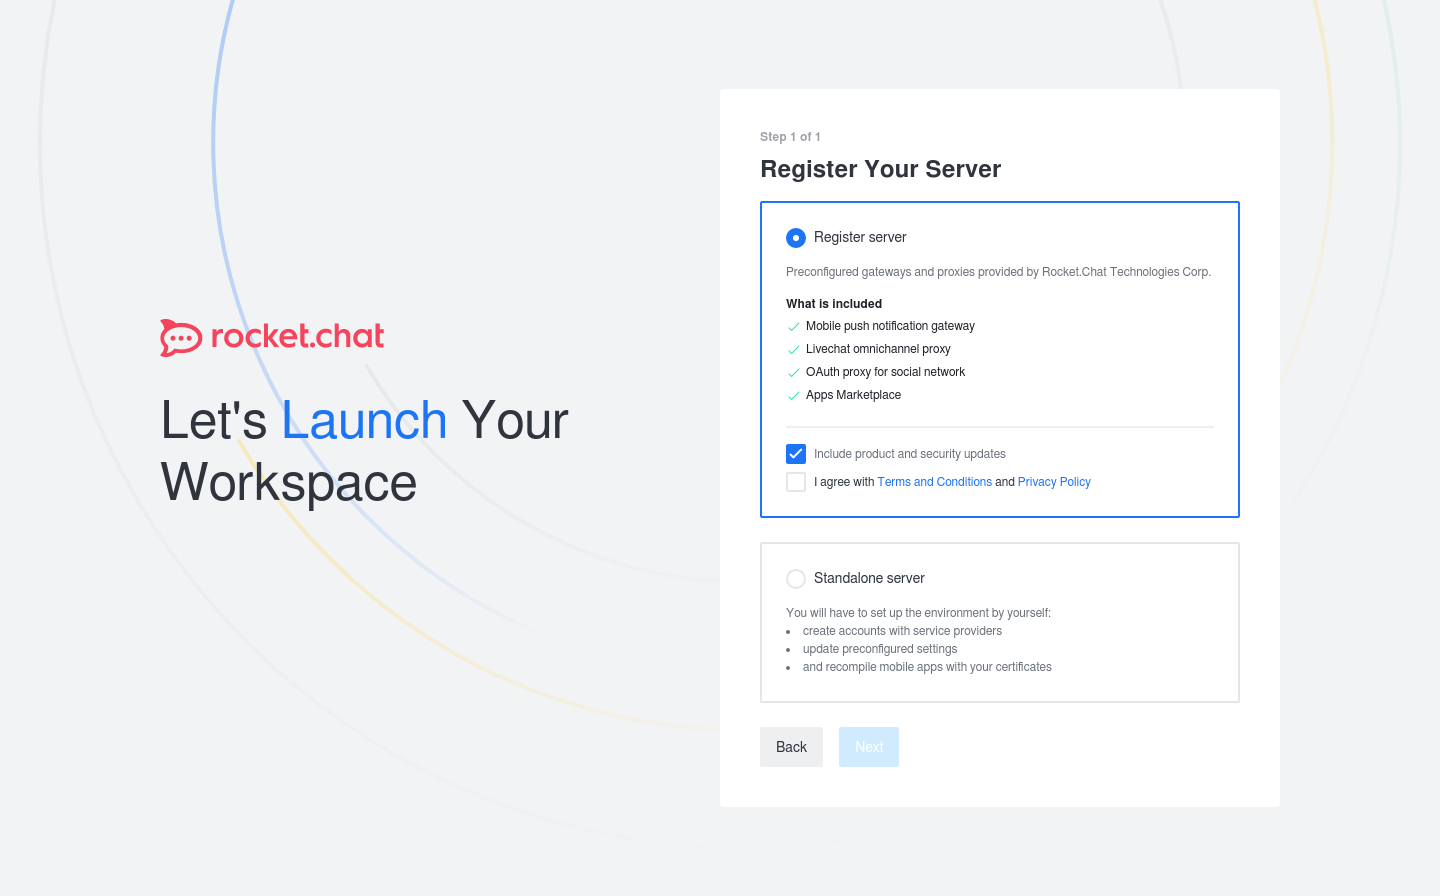 rocket.chat
Let's Launch Your
Workspace
Step 1 of 1
Register Your Server
Register server
Preconfigured gateways and proxies provided by Rocket.Chat Technologies Corp.
What is included
Mobile push notification gateway
Livechat omnichannel proxy
OAuth proxy for social network
Apps Marketplace
Include product and security updates
I agree with Terms and Conditions and Privacy Policy
Standalone server
You will have to set up the environment by yourself:
• create accounts with service providers
• update preconfigured settings
• and recompile mobile apps with your certificates
Back
Next